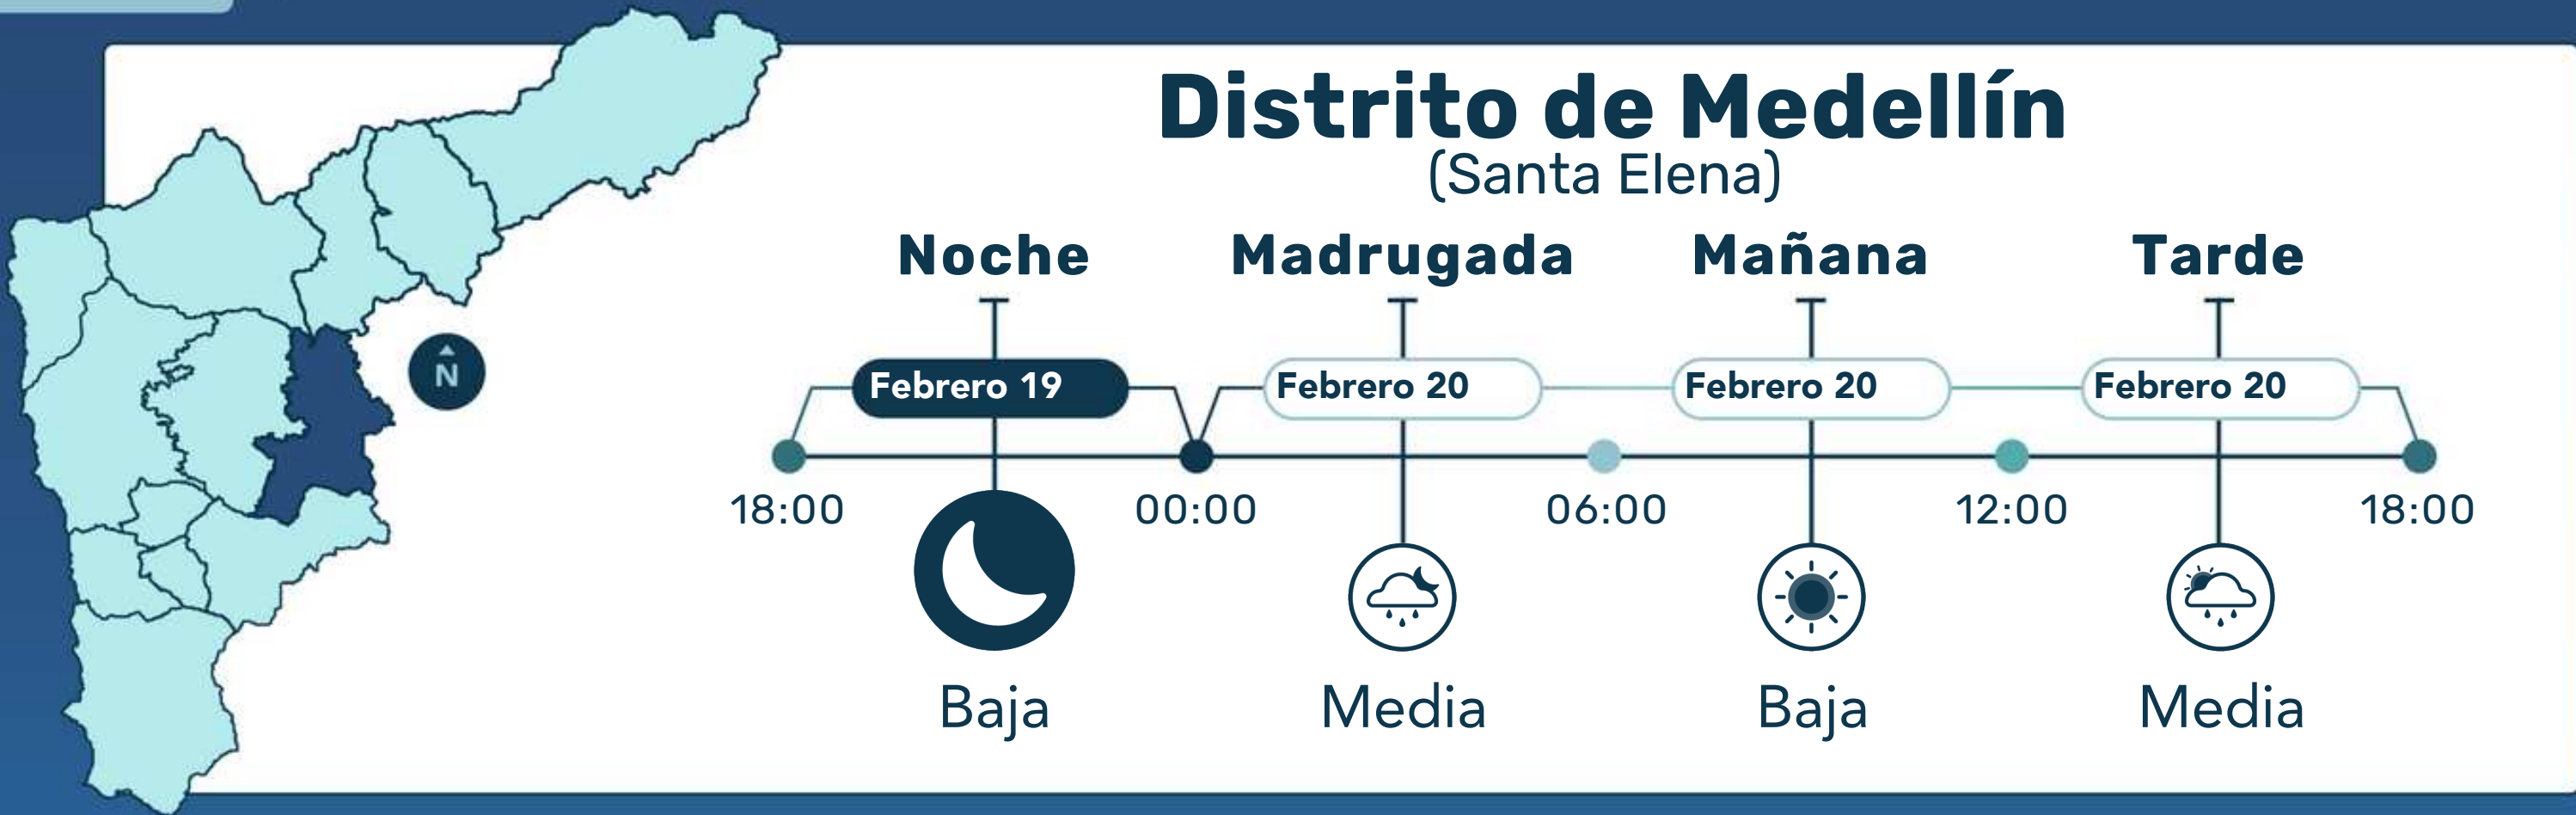 Distrito de Medellín
(Santa Elena)
Noche Madrugada Mañana Tarde
Febrero 19 Febrero 20 Febrero 20 Febrero 20
N
18:00 00:00 06:00 12:00 18:00
Baja Media Baja Media